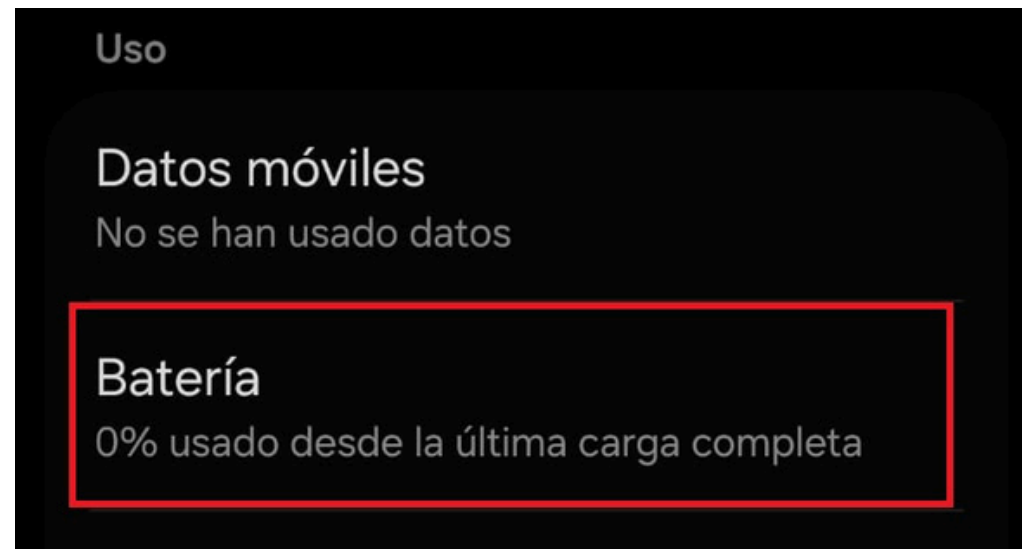 Uso
Datos móviles
No se han usado datos
Batería
0% usado desde la última carga completa